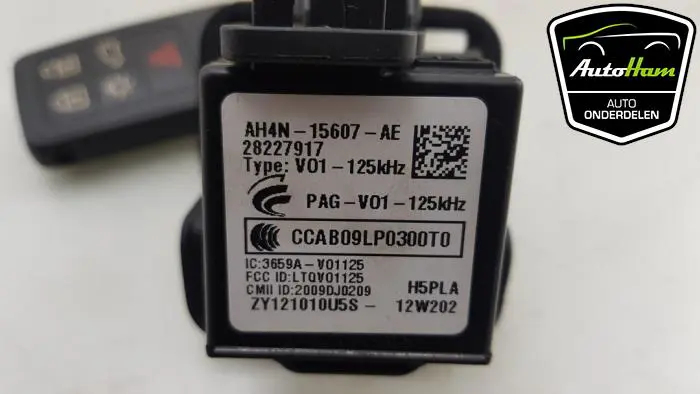 AH4N-15607-AE
28227917
Type: V01-125kHz
PAG-V01-125kHz
CCAB09LP0300T0
IC:3659A-V01125
FCC ID:LTQV01125
CMII ID:2009DJ0209
H5PLA
ZY121010U5S- 12W202
AutoHam
AUTO
ONDERDELEN